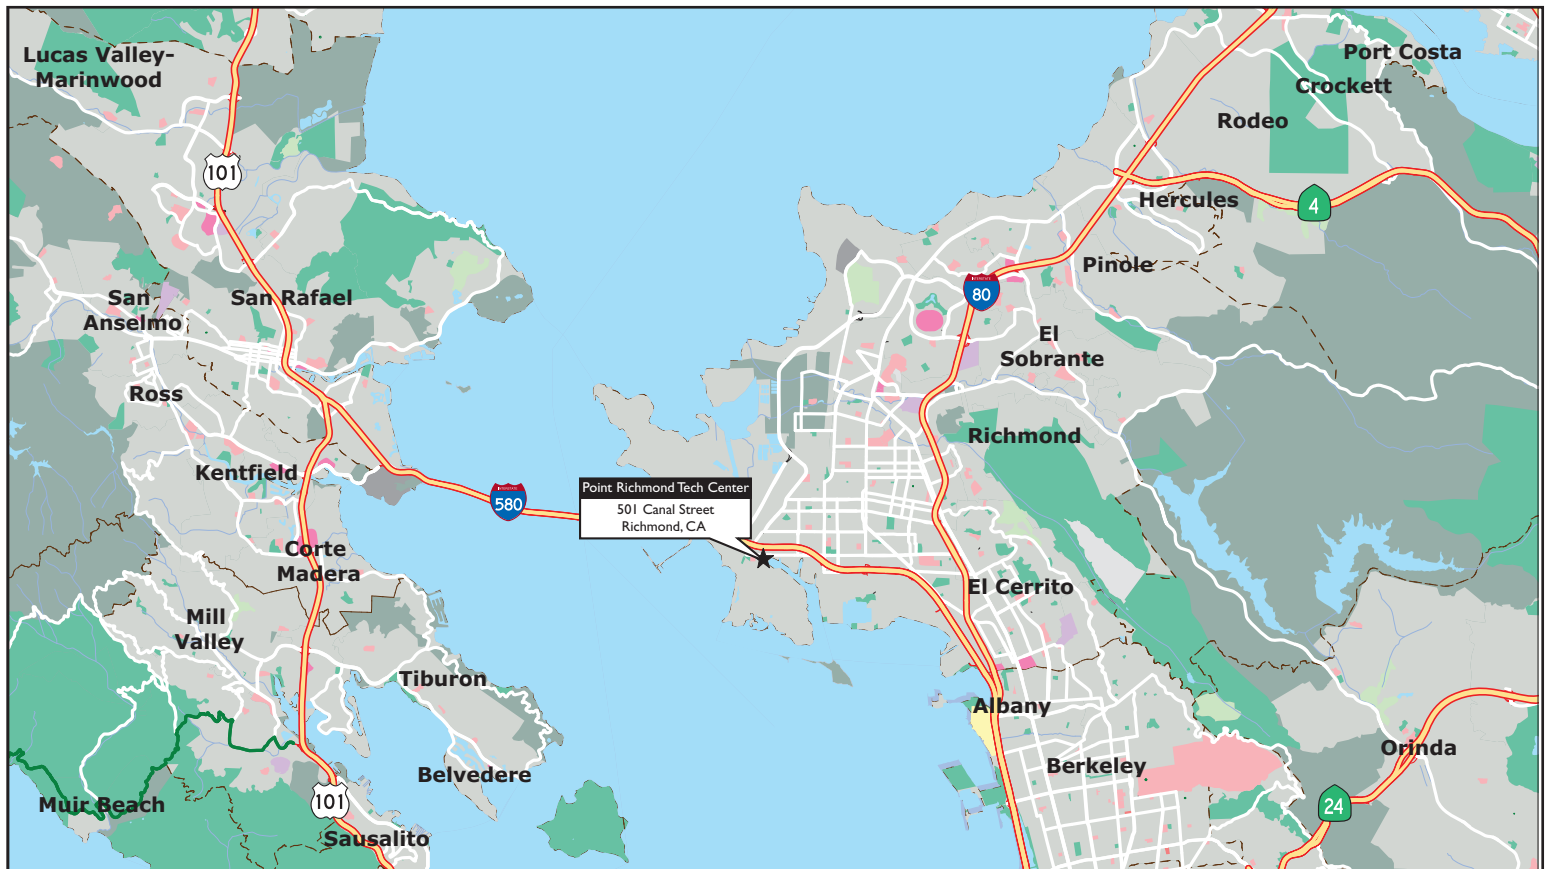 Lucas Valley-
Marinwood
Port Costa
Crockett
Rodeo
101
Hercules
4
Pinole
San
Anselmo
San Rafael
80
El
Sobrante
Ross
Richmond
Kentfield
580
Point Richmond Tech Center
501 Canal Street
Richmond, CA
Corte
Madera
El Cerrito
Mill
Valley
Tiburon
Albany
Orinda
Belvedere
Berkeley
Muir Beach
101
24
Sausalito